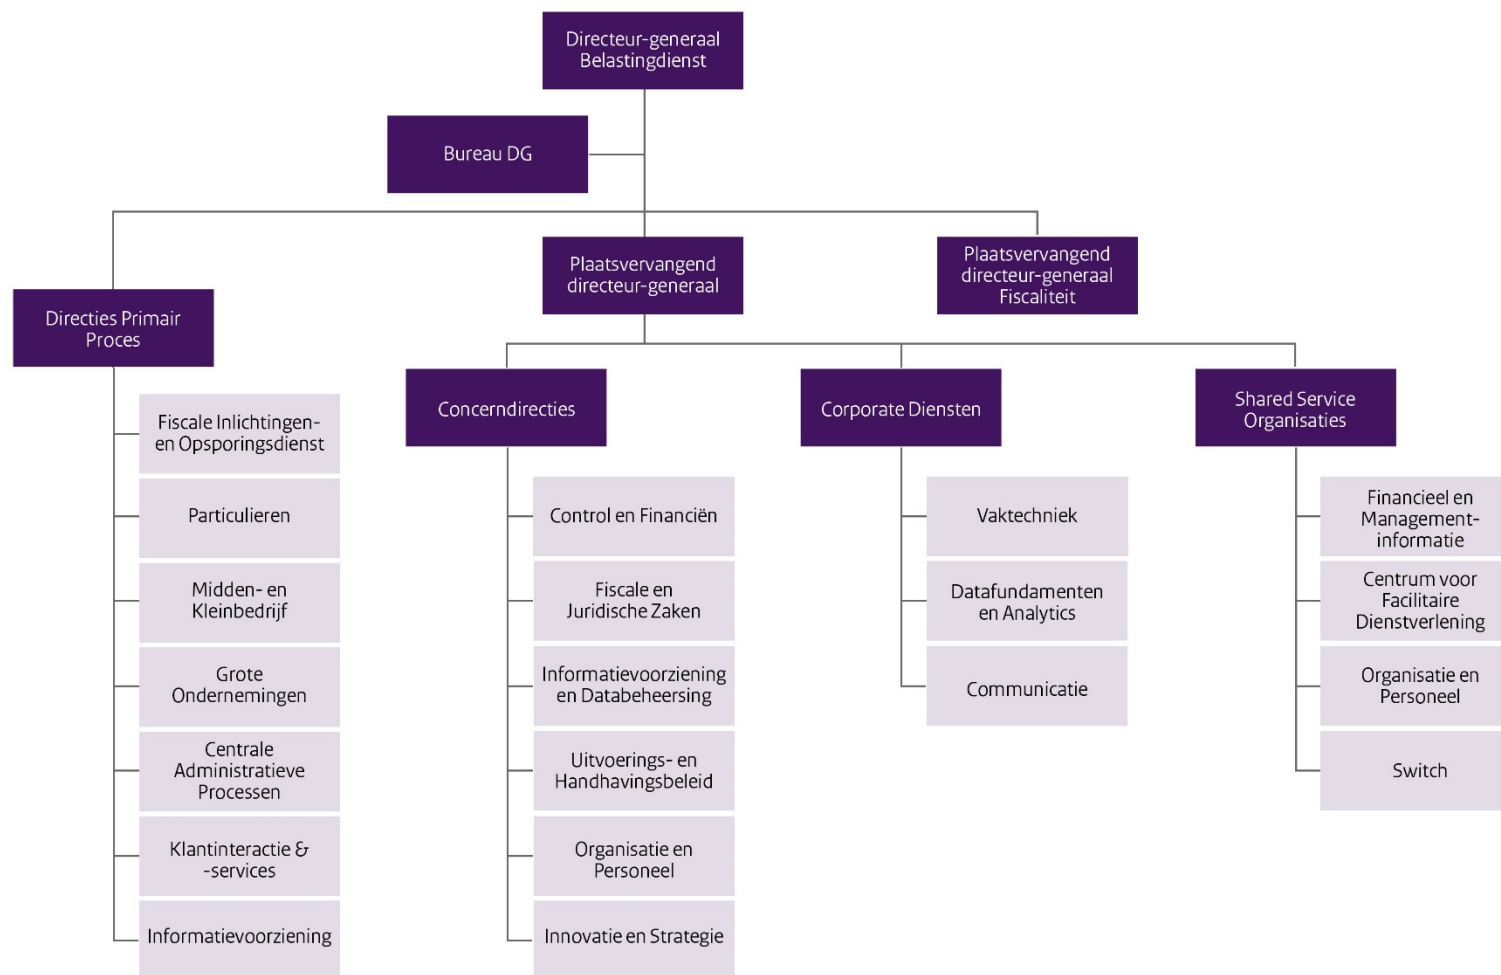 Directeur-generaal
Belastingdienst
Bureau DG
Plaatsvervangend
directeur-generaal
Plaatsvervangend
directeur-generaal
Fiscaliteit
Directies Primair
Proces
Fiscale Inlichtingen-
en Opsporingsdienst
Particulieren
Midden- en
Kleinbedrijf
Grote
Ondernemingen
Centrale
Administratieve
Processen
Klantinteractie &
-services
Informatievoorziening
Concerndirecties
Control en Financiën
Fiscale en
Juridische Zaken
Informatievoorziening
en Databeheersing
Uitvoerings- en
Handhavingsbeleid
Organisatie en
Personeel
Innovatie en Strategie
Corporate Diensten
Vaktechniek
Datafundamenten
en Analytics
Communicatie
Shared Service
Organisaties
Financieel en
Management-
informatie
Centrum voor
Facilitaire
Dienstverlening
Organisatie en
Personeel
Switch